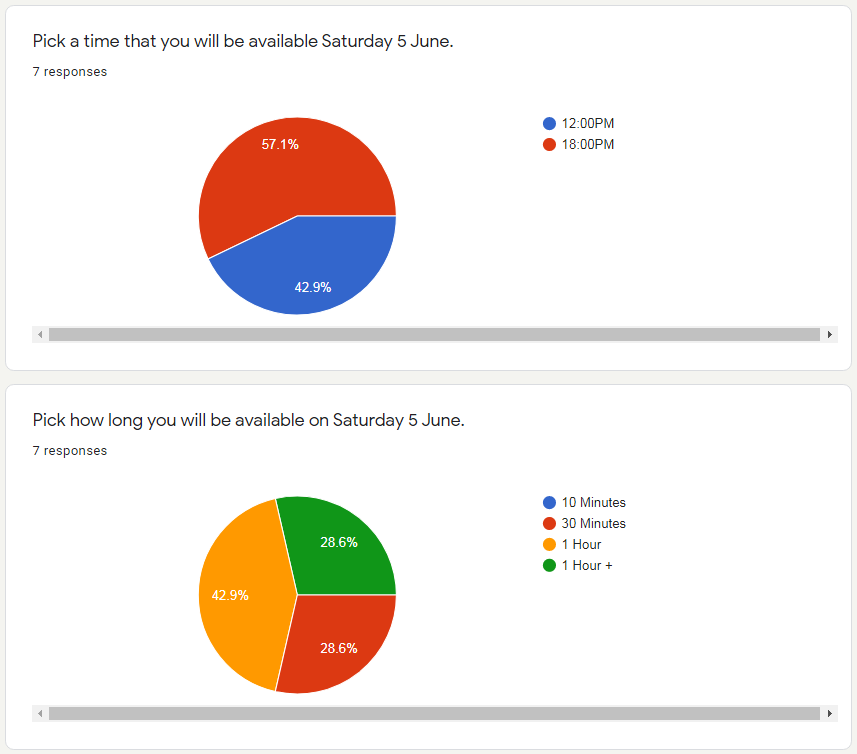 Pick a time that you will be available Saturday 5 June.
7 responses
57.1%
42.9%
12:00PM
18:00PM
Pick how long you will be available on Saturday 5 June.
7 responses
28.6%
42.9%
28.6%
10 Minutes
30 Minutes
1 Hour
1 Hour +